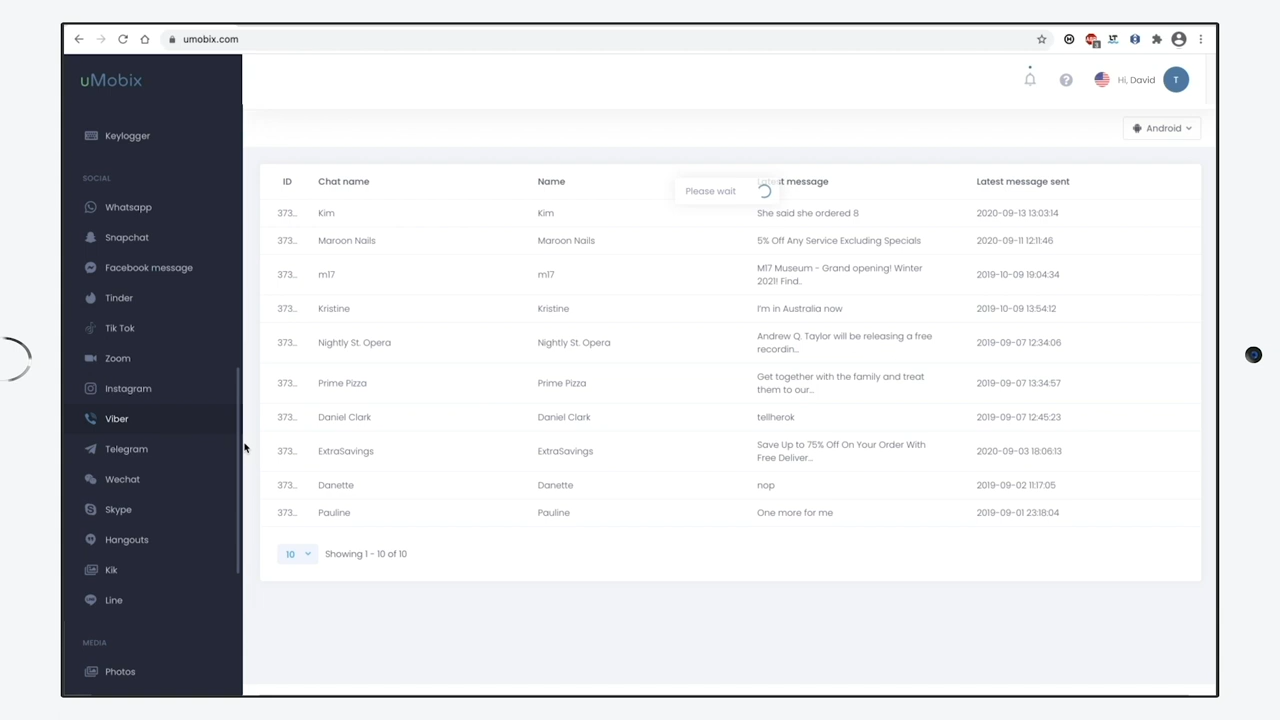 umobix.com
uMobix
Hi, David
T
Keylogger
Android
SOCIAL
Whatsapp
Snapchat
Facebook message
Tinder
Tik Tok
Zoom
Instagram
Viber
Telegram
Wechat
Skype
Hangouts
Kik
Line
MEDIA
Photos
Please wait
ID Chat name Name Latest message Latest message sent
373... Kim Kim She said she ordered 8 2020-09-13 13:03:14
373... Maroon Nails Maroon Nails 5% Off Any Service Excluding Specials 2020-09-11 12:11:46
373... m17 m17 M17 Museum - Grand opening! Winter 2019-10-09 19:04:34
2021! Find..
373... Kristine Kristine I'm in Australia now 2019-10-09 13:54:12
373... Nightly St. Opera Nightly St. Opera Andrew Q. Taylor will be releasing a free 2019-09-07 12:34:06
recordin...
373... Prime Pizza Prime Pizza Get together with the family and treat 2019-09-07 13:34:57
them to our...
373... Daniel Clark Daniel Clark tellherok 2019-09-07 12:45:23
373... ExtraSavings ExtraSavings Save Up to 75% Off On Your Order With 2020-09-03 18:06:13
Free Deliver...
373... Danette Danette nop 2019-09-02 11:17:05
373... Pauline Pauline One more for me 2019-09-01 23:18:04
10 Showing 1 - 10 of 10